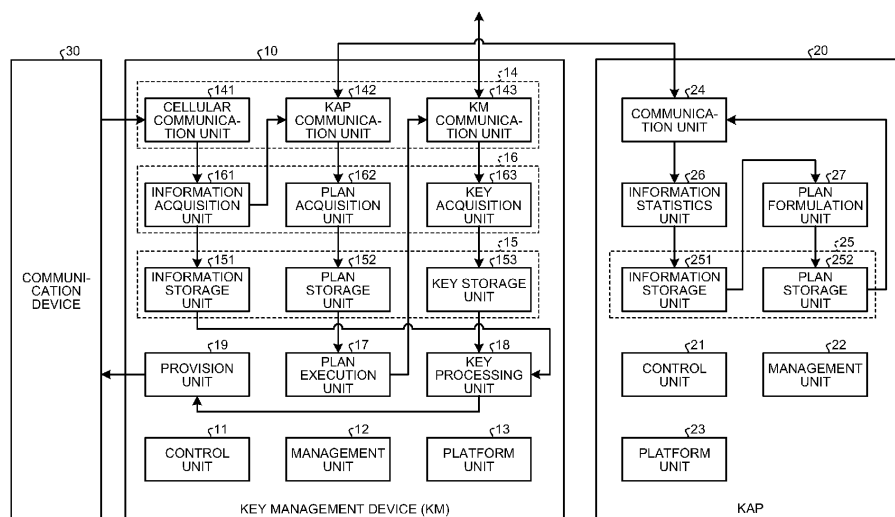 30
10
20
14
141
CELLULAR
COMMUNICA-
TION UNIT
142
KAP
COMMUNICA-
TION UNIT
143
KM
COMMUNICA-
TION UNIT
24
COMMUNICA-
TION UNIT
16
161
INFORMATION
ACQUISITION
UNIT
162
PLAN
ACQUISITION
UNIT
163
KEY
ACQUISITION
UNIT
26
INFORMATION
STATISTICS
UNIT
27
PLAN
FORMULATION
UNIT
15
151
INFORMATION
STORAGE
UNIT
152
PLAN
STORAGE
UNIT
153
KEY STORAGE
UNIT
25
251
INFORMATION
STORAGE
UNIT
252
PLAN
STORAGE
UNIT
COMMUNI-
CATION
DEVICE
19
PROVISION
UNIT
17
PLAN
EXECUTION
UNIT
18
KEY
PROCESSING
UNIT
21
CONTROL
UNIT
22
MANAGEMENT
UNIT
11
CONTROL
UNIT
12
MANAGEMENT
UNIT
13
PLATFORM
UNIT
23
PLATFORM
UNIT
KEY MANAGEMENT DEVICE (KM)
KAP